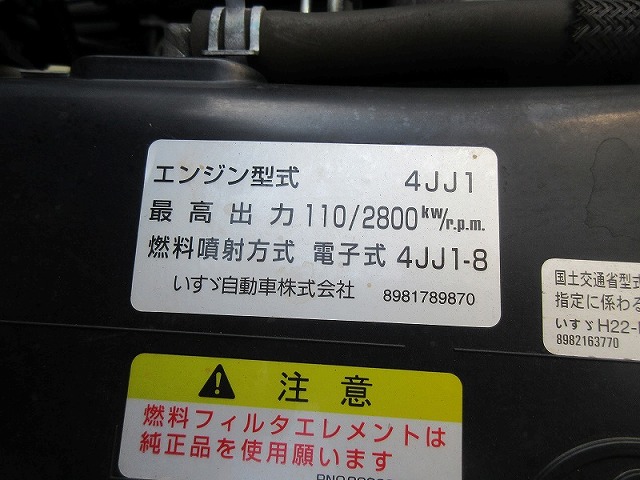 エンジン型式 4JJ1
最高出力 110/2800 kw/r.p.m.
燃料噴射方式 電子式 4JJ1-8
いすゞ自動車株式会社 8981789870
国土交通省型式
指定に係わる
いすゞH22-
8982163770
注意
燃料フィルタエレメントは
純正品を使用願います